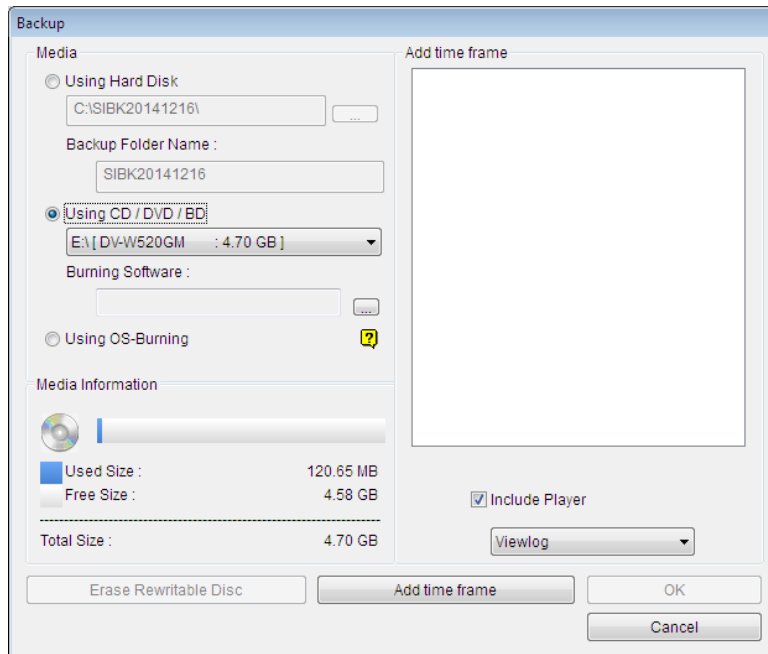 Backup
Media
Using Hard Disk
C:\SIBK20141216\
...
Backup Folder Name :
SIBK20141216
Using CD / DVD / BD
E:\ [ DV-W520GM : 4.70 GB ]
Burning Software :
...
Using OS-Burning
?
Media Information
Used Size : 120.65 MB
Free Size : 4.58 GB
Total Size : 4.70 GB
Add time frame
Include Player
Viewlog
Erase Rewritable Disc
Add time frame
OK
Cancel